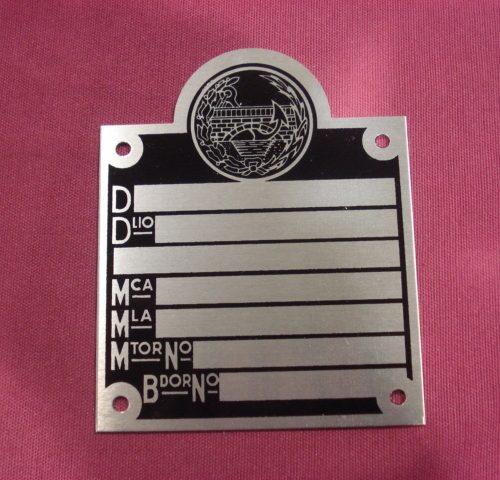 D
DLIO
MCA
MLA
MTOR NO
BDOR NO